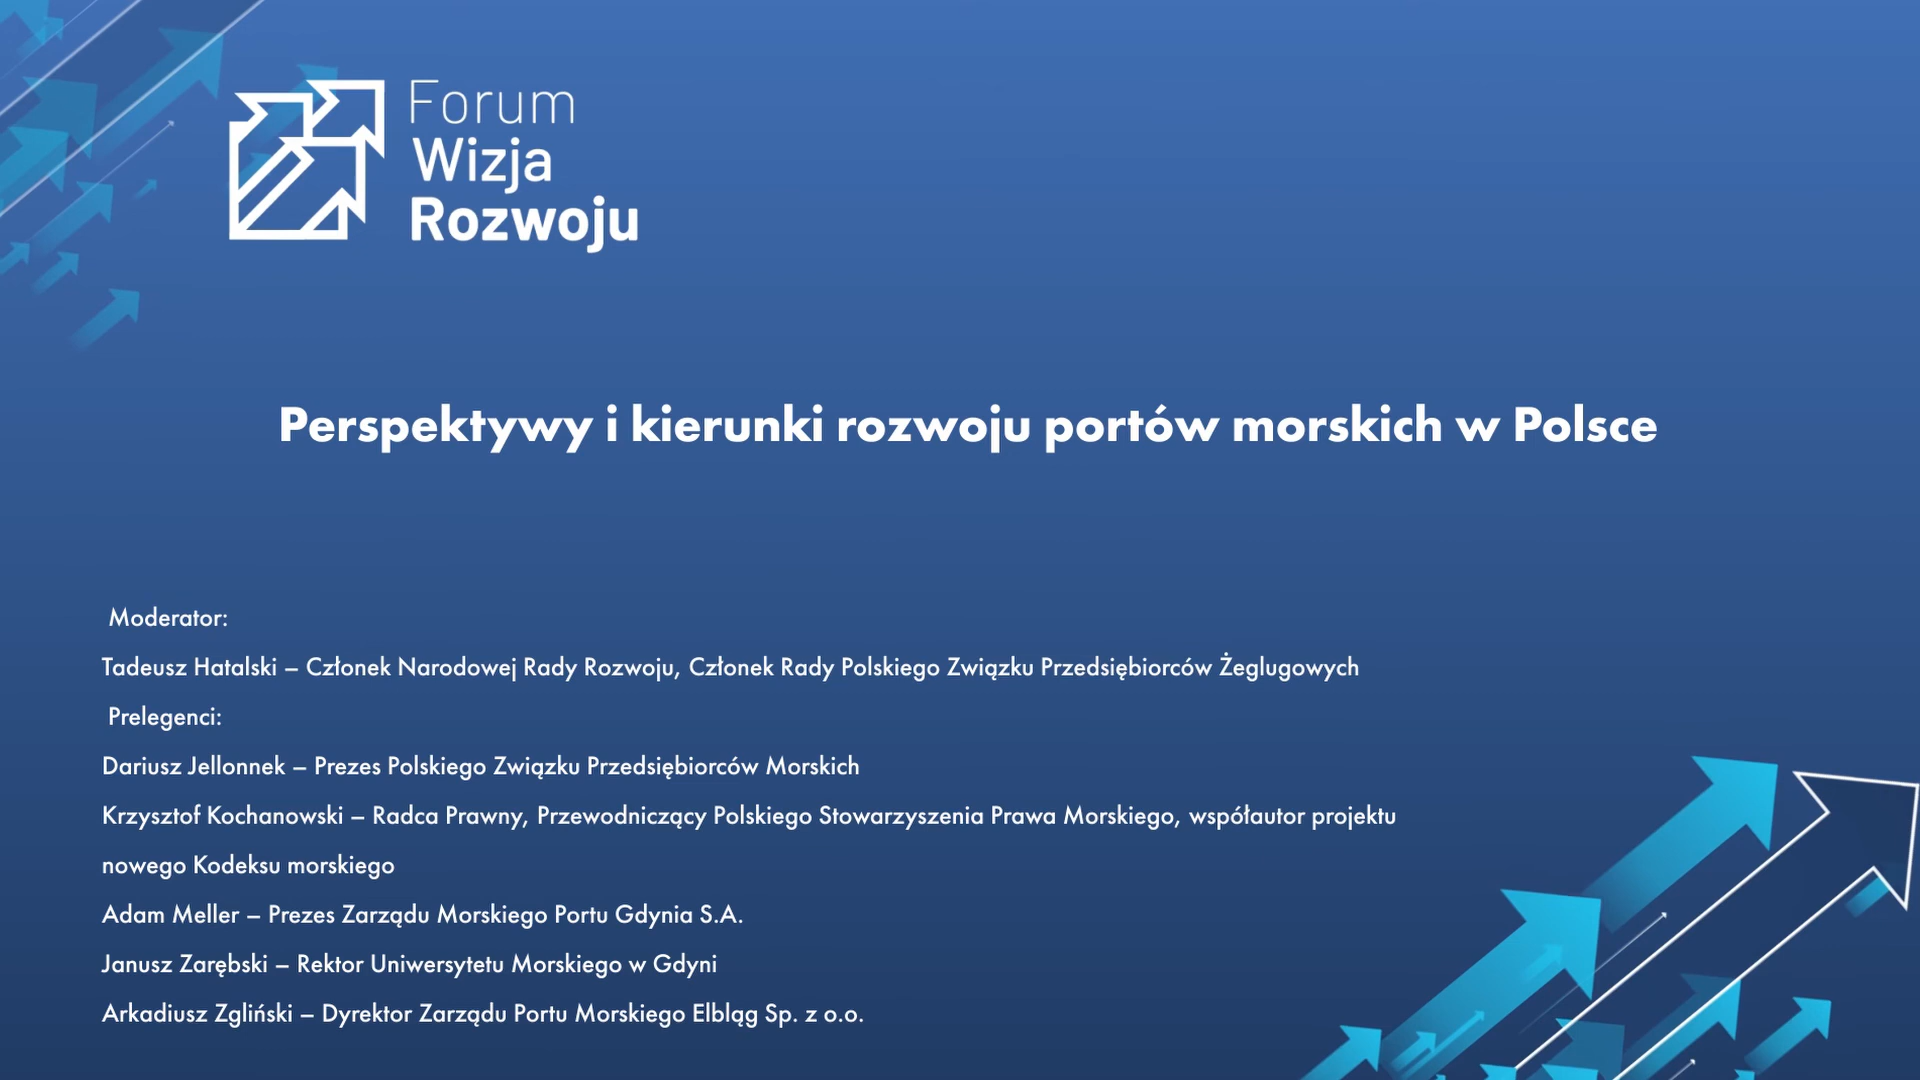 Forum
Wizja
Rozwoju
Perspektywy i kierunki rozwoju portów morskich w Polsce
Moderator:
Tadeusz Hatalski – Członek Narodowej Rady Rozwoju, Członek Rady Polskiego Związku Przedsiębiorców Żeglugowych
Prelegenci:
Dariusz Jellonnek – Prezes Polskiego Związku Przedsiębiorców Morskich
Krzysztof Kochanowski – Radca Prawny, Przewodniczący Polskiego Stowarzyszenia Prawa Morskiego, współautor projektu
nowego Kodeksu morskiego
Adam Meller – Prezes Zarządu Morskiego Portu Gdynia S.A.
Janusz Zarębski – Rektor Uniwersytetu Morskiego w Gdyni
Arkadiusz Zgliński – Dyrektor Zarządu Portu Morskiego Elbląg Sp. z o.o.